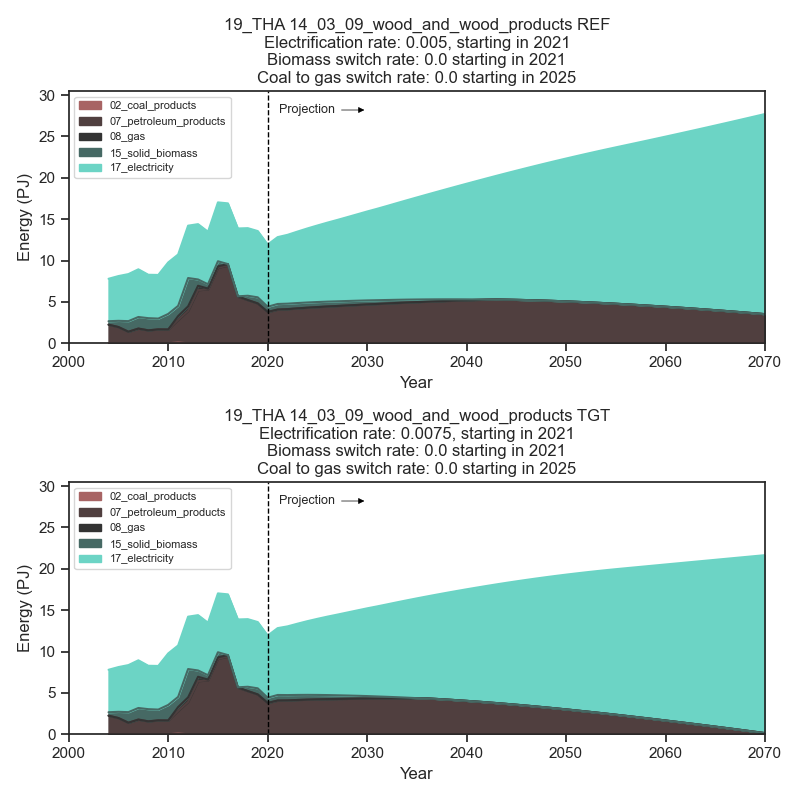 19_THA 14_03_09_wood_and_wood_products REF
Electrification rate: 0.005, starting in 2021
Biomass switch rate: 0.0 starting in 2021
Coal to gas switch rate: 0.0 starting in 2025
30
25
20
15
10
5
0
Energy (PJ)
02_coal_products
07_petroleum_products
08_gas
15_solid_biomass
17_electricity
Projection
2000 2010 2020 2030 2040 2050 2060 2070
Year
19_THA 14_03_09_wood_and_wood_products TGT
Electrification rate: 0.0075, starting in 2021
Biomass switch rate: 0.0 starting in 2021
Coal to gas switch rate: 0.0 starting in 2025
30
25
20
15
10
5
0
Energy (PJ)
02_coal_products
07_petroleum_products
08_gas
15_solid_biomass
17_electricity
Projection
2000 2010 2020 2030 2040 2050 2060 2070
Year